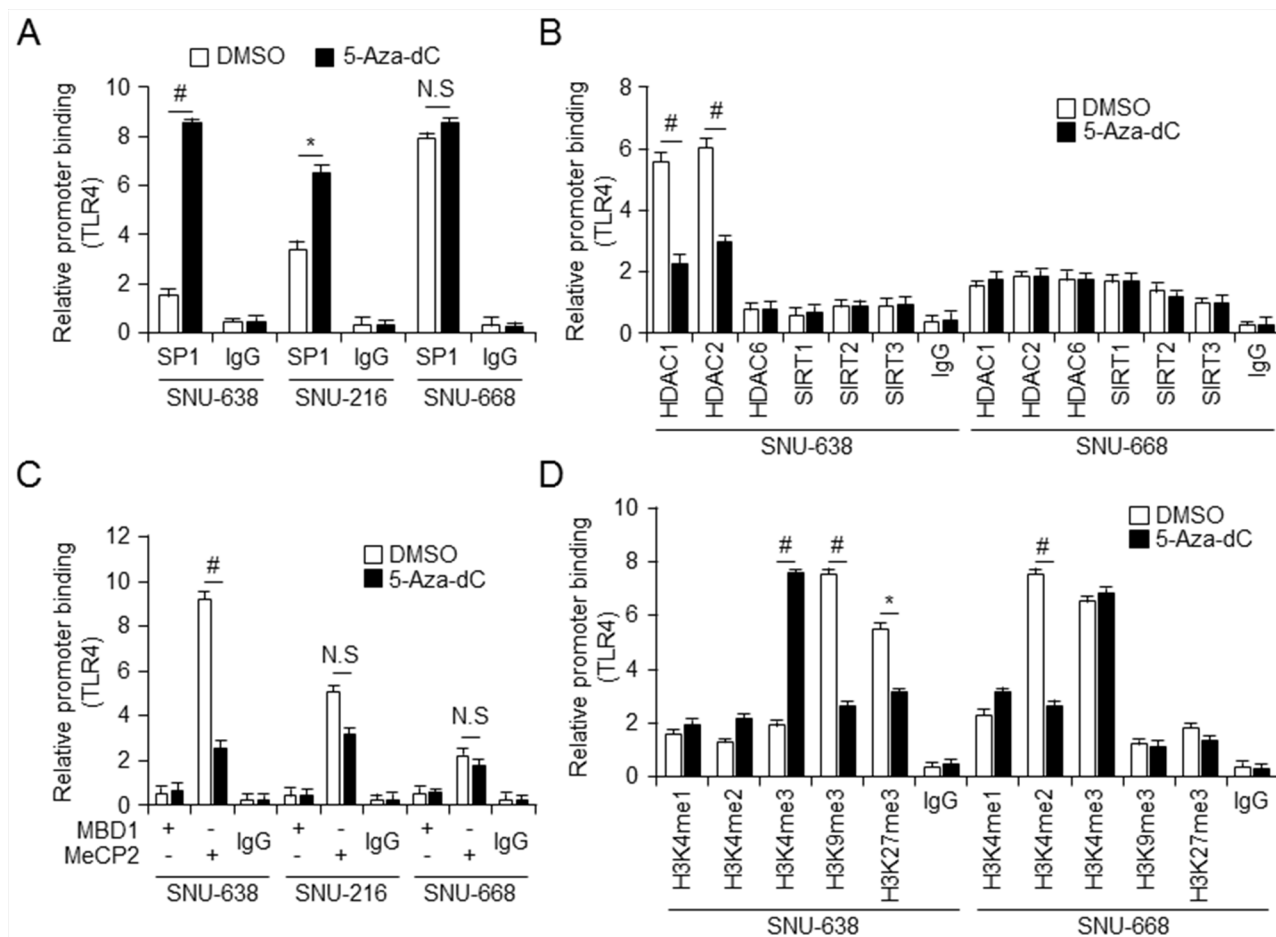 A
DMSO 5-Aza-dC
Relative promoter binding
(TLR4)
10
8
6
4
2
0
#
*
N.S
SP1 IgG SP1 IgG SP1 IgG
SNU-638 SNU-216 SNU-668
B
DMSO
5-Aza-dC
Relative promoter binding
(TLR4)
8
6
4
2
0
#
#
HDAC1
HDAC2
HDAC6
SIRT1
SIRT2
SIRT3
IgG
HDAC1
HDAC2
HDAC6
SIRT1
SIRT2
SIRT3
IgG
SNU-638 SNU-668
C
DMSO
5-Aza-dC
Relative promoter binding
(TLR4)
12
10
8
6
4
2
0
#
N.S
N.S
MBD1 + - IgG + - IgG + - IgG
MeCP2 - + - + - +
SNU-638 SNU-216 SNU-668
D
DMSO
5-Aza-dC
Relative promoter binding
(TLR4)
10
8
6
4
2
0
#
#
*
#
H3K4me1
H3K4me2
H3K4me3
H3K9me3
H3K27me3
IgG
H3K4me1
H3K4me2
H3K4me3
H3K9me3
H3K27me3
IgG
SNU-638 SNU-668